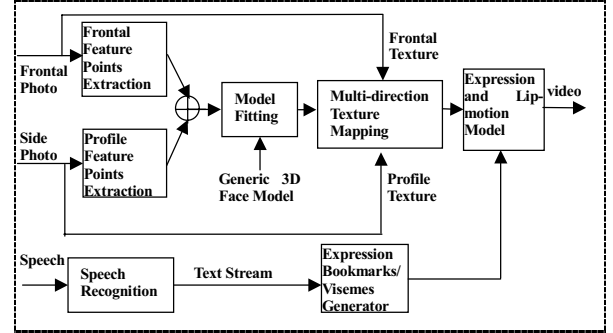 Frontal
Feature
Points
Extraction
Frontal
Photo
Frontal
Texture
Model
Fitting
Multi-direction
Texture
Mapping
Expression
and Lip-
motion
Model
video
Side
Photo
Profile
Feature
Points
Extraction
Generic 3D
Face Model
Profile
Texture
Speech
Speech
Recognition
Text Stream
Expression
Bookmarks/
Visemes
Generator